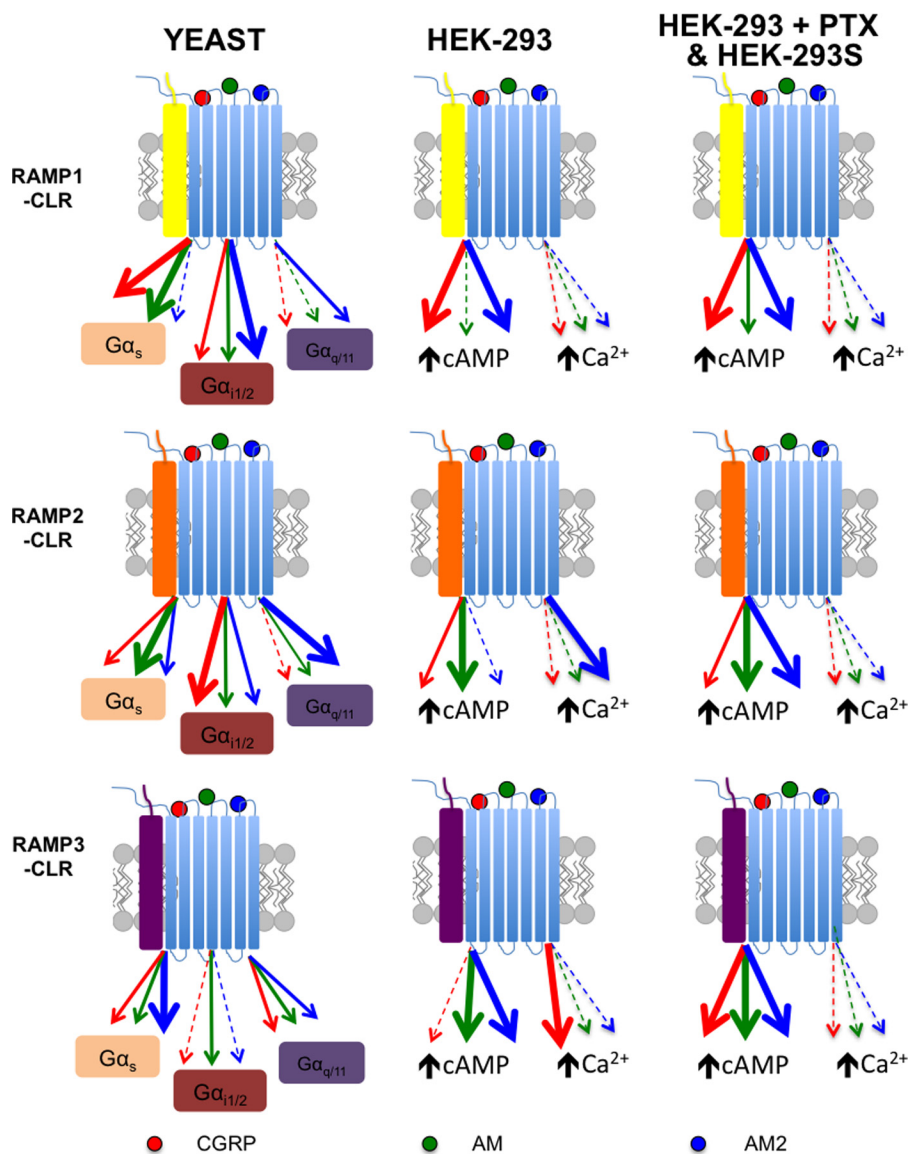 YEAST
HEK-293
HEK-293 + PTX
& HEK-293S
RAMP1
-CLR
Gαs
Gαi1/2
Gαq/11
cAMP
Ca2+
cAMP
Ca2+
RAMP2
-CLR
Gαs
Gαi1/2
Gαq/11
cAMP
Ca2+
cAMP
Ca2+
RAMP3
-CLR
Gαs
Gαi1/2
Gαq/11
cAMP
Ca2+
cAMP
Ca2+
CGRP
AM
AM2